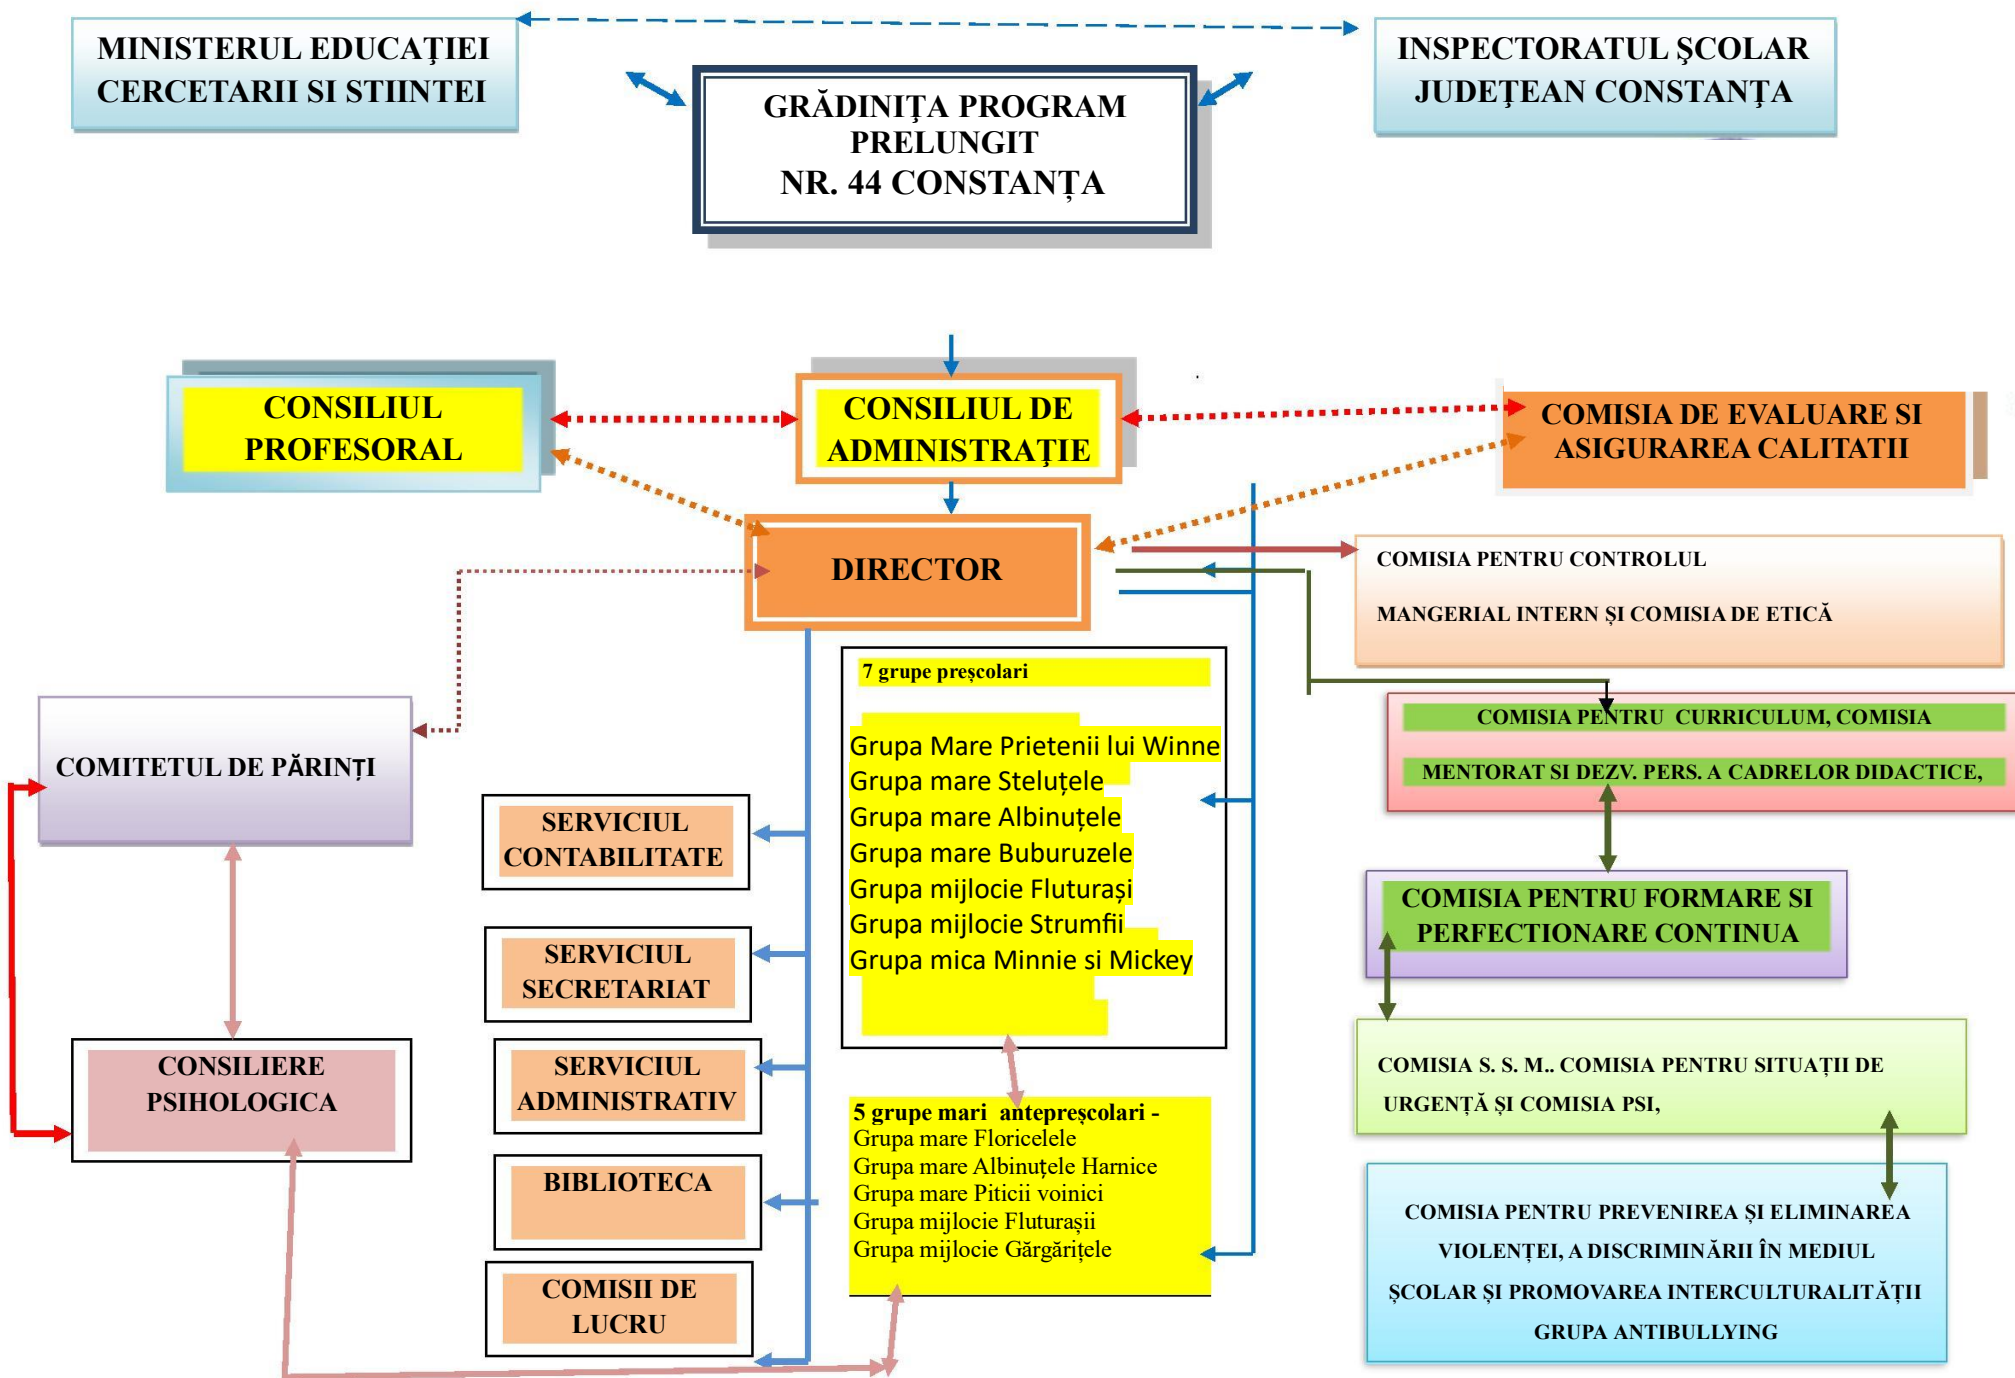 MINISTERUL EDUCAŢIEI
CERCETARII SI STIINTEI
INSPECTORATUL ŞCOLAR
JUDEŢEAN CONSTANŢA
GRĂDINIŢA PROGRAM
PRELUNGIT
NR. 44 CONSTANȚA
CONSILIUL
PROFESORAL
CONSILIUL DE
ADMINISTRAŢIE
COMISIA DE EVALUARE SI
ASIGURAREA CALITATII
DIRECTOR
COMISIA PENTRU CONTROLUL
MANGERIAL INTERN ȘI COMISIA DE ETICĂ
7 grupe preșcolari
Grupa Mare Prietenii lui Winne
Grupa mare Steluțele
Grupa mare Albinuțele
Grupa mare Buburuzele
Grupa mijlocie Fluturași
Grupa mijlocie Strumfii
Grupa mica Minnie si Mickey
COMISIA PENTRU CURRICULUM, COMISIA
MENTORAT SI DEZV. PERS. A CADRELOR DIDACTICE,
COMITETUL DE PĂRINȚI
SERVICIUL
CONTABILITATE
COMISIA PENTRU FORMARE SI
PERFECTIONARE CONTINUA
SERVICIUL
SECRETARIAT
CONSILIERE
PSIHOLOGICA
SERVICIUL
ADMINISTRATIV
COMISIA S. S. M.. COMISIA PENTRU SITUAȚII DE
URGENȚĂ ȘI COMISIA PSI,
5 grupe mari antepreșcolari -
Grupa mare Floricelele
Grupa mare Albinuțele Harnice
Grupa mare Piticii voinici
Grupa mijlocie Fluturașii
Grupa mijlocie Gărgărițele
BIBLIOTECA
COMISII DE
LUCRU
COMISIA PENTRU PREVENIREA ȘI ELIMINAREA
VIOLENȚEI, A DISCRIMINĂRII ÎN MEDIUL
ȘCOLAR ȘI PROMOVAREA INTERCULTURALITĂȚII
GRUPA ANTIBULLYING